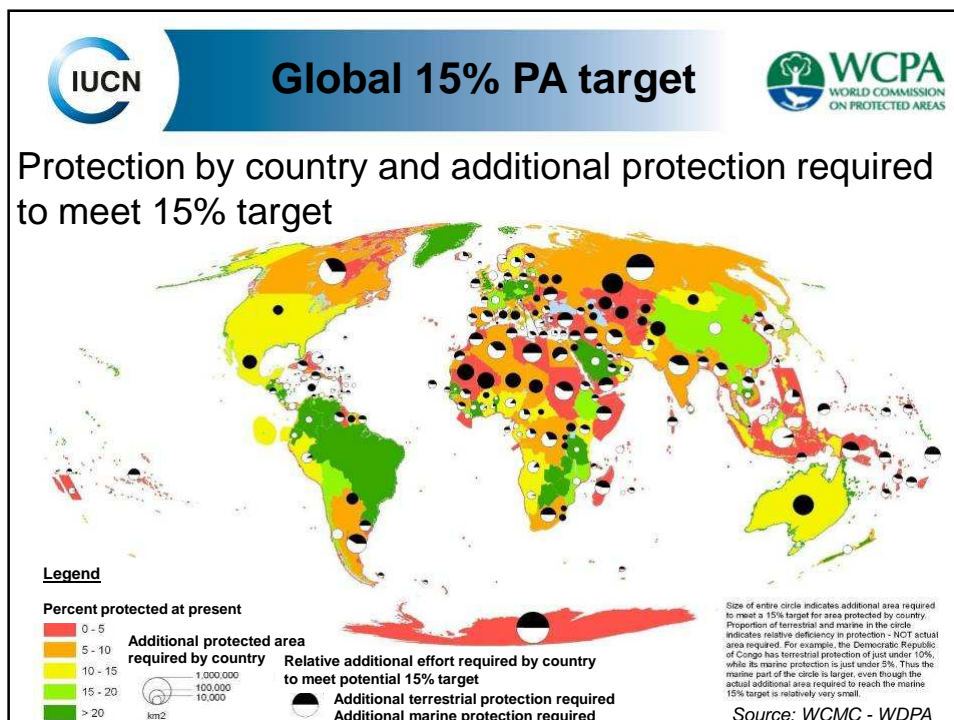 IUCN
Global 15% PA target
WCPA
WORLD COMMISSION
ON PROTECTED AREAS
Protection by country and additional protection required
to meet 15% target
Legend
Percent protected at present
0 - 5
5 - 10
10 - 15
15 - 20
> 20
Additional protected area
required by country
1,000,000
100,000
10,000
km2
Relative additional effort required by country
to meet potential 15% target
Additional terrestrial protection required
Additional marine protection required
Size of entire circle indicates additional area required
to meet a 15% target for area protected by country.
Proportion of terrestrial and marine in the circle
indicates relative deficiency in protection - NOT actual
area required. For example, the Democratic Republic
of Congo has terrestrial protection of just under 10%,
while its marine protection is just under 5%. Thus the
marine part of the circle is larger, even though the
actual additional area required to reach the marine
15% target is relatively very small.
Source: WCMC - WDPA